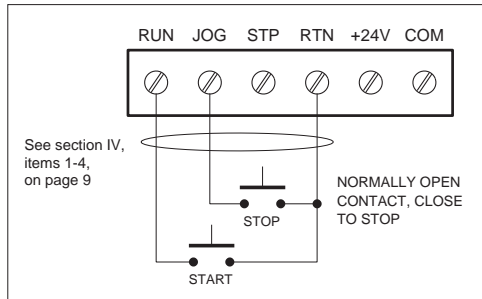 RUN JOG STP RTN +24V COM
See section IV,
items 1-4,
on page 9
NORMALLY OPEN
CONTACT, CLOSE
TO STOP
STOP
START